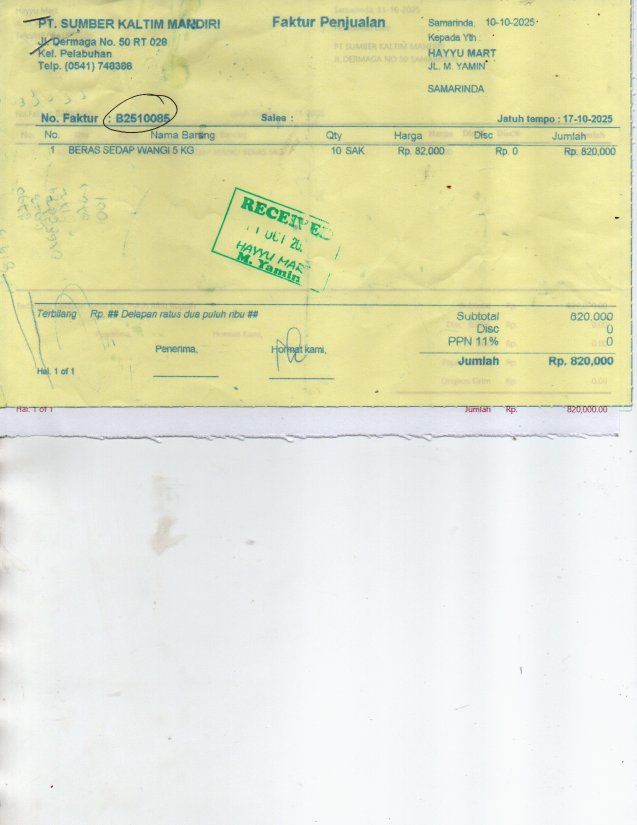 PT. SUMBER KALTIM MANDIRI
Jl. Dermaga No. 50 RT 028
Kel. Pelabuhan
Telp. (0541) 748388
Faktur Penjualan
Samarinda, 10-10-2025
Kepada Yth :
HAYYU MART
JL. M. YAMIN
SAMARINDA
No. Faktur : B2510085 Sales : Jatuh tempo : 17-10-2025
No. Nama Barang Qty Harga Disc Jumlah
1 BERAS SEDAP WANGI 5 KG 10 SAK Rp. 82,000 Rp. 0 Rp. 820,000
RECEIVED
HAYYU MAR
M. Yamin
Terbilang Rp. ## Delapan ratus dua puluh ribu ##
Subtotal 820,000
Disc 0
PPN 11% 0
Jumlah Rp. 820,000
Penerima, Hormat kami,
Hal. 1 of 1
Hal. 1 of 1 Jumlah Rp. 820,000.00